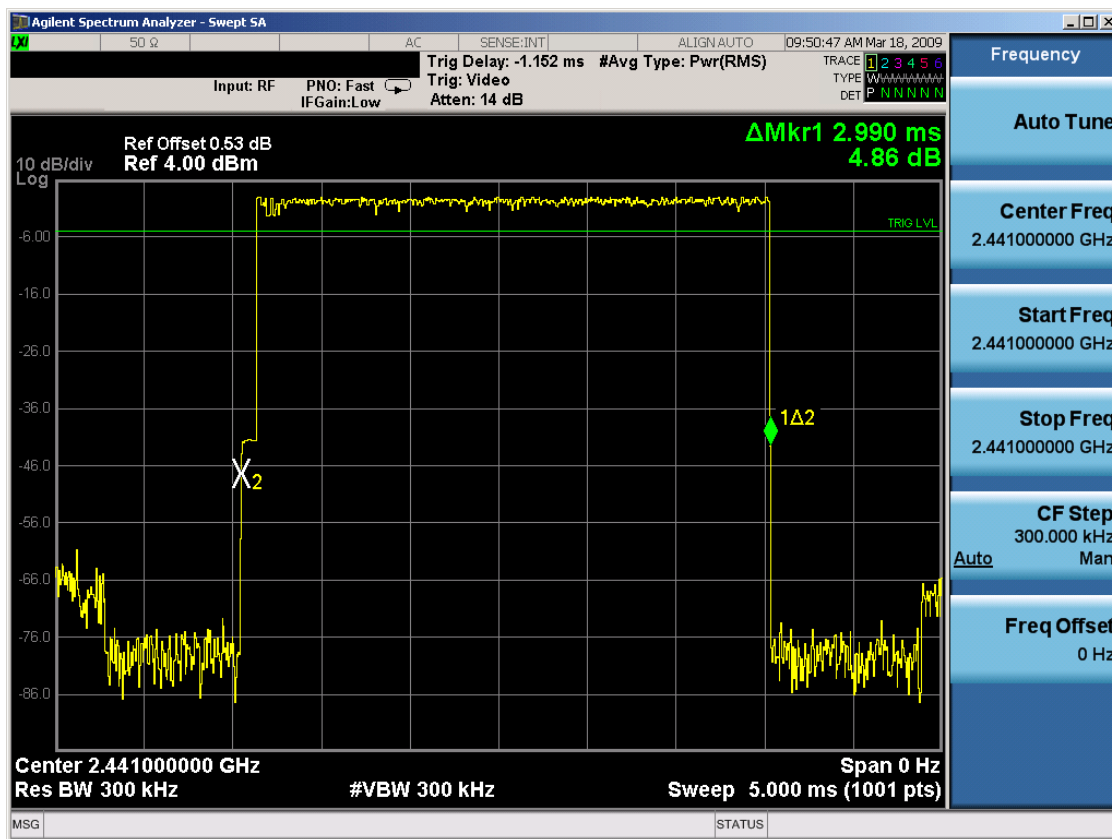 Agilent Spectrum Analyzer - Swept SA
LXI 50 Ω AC SENSE:INT ALIGNAUTO 09:50:47 AM Mar 18, 2009
Frequency
Trig Delay: -1.152 ms #Avg Type: Pwr(RMS) TRACE 1 2 3 4 5 6
Input: RF PNO: Fast Trig: Video TYPE WWWWWW
IFGain:Low Atten: 14 dB DET P N N N N N
Auto Tune
ΔMkr1 2.990 ms
4.86 dB
Ref Offset 0.53 dB
10 dB/div Ref 4.00 dBm
Log
TRIG LVL
-6.00
-16.0
-26.0
-36.0
-46.0
-56.0
-66.0
-76.0
-86.0
1Δ2
2
Center Freq
2.441000000 GHz
Start Freq
2.441000000 GHz
Stop Freq
2.441000000 GHz
CF Step
300.000 kHz
Auto Man
Freq Offset
0 Hz
Center 2.441000000 GHz Span 0 Hz
Res BW 300 kHz #VBW 300 kHz Sweep 5.000 ms (1001 pts)
MSG STATUS